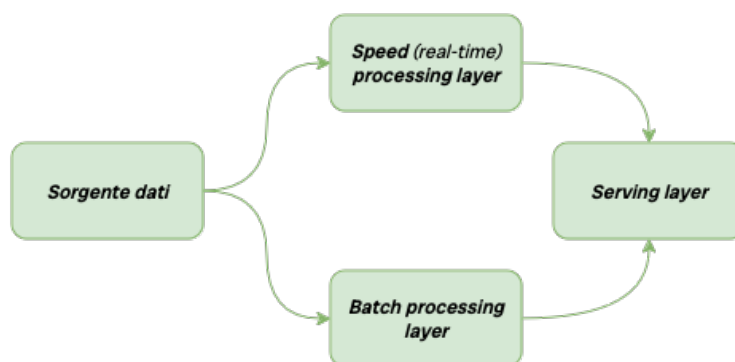 Speed (real-time)
processing layer
Sorgente dati
Serving layer
Batch processing
layer